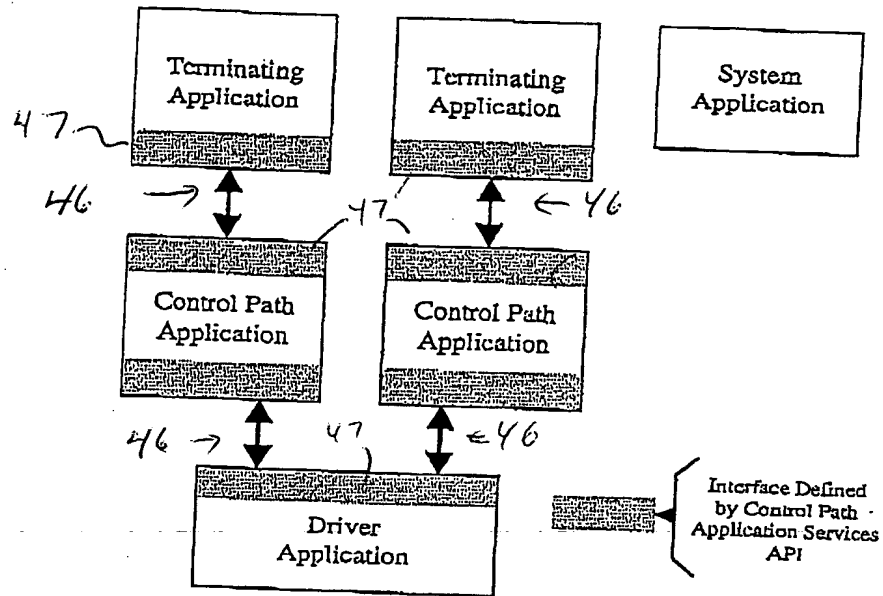 Terminating
Application
Terminating
Application
System
Application
47
46
47
46
Control Path
Application
Control Path
Application
46
47
46
Driver
Application
Interface Defined
by Control Path
Application Services
API